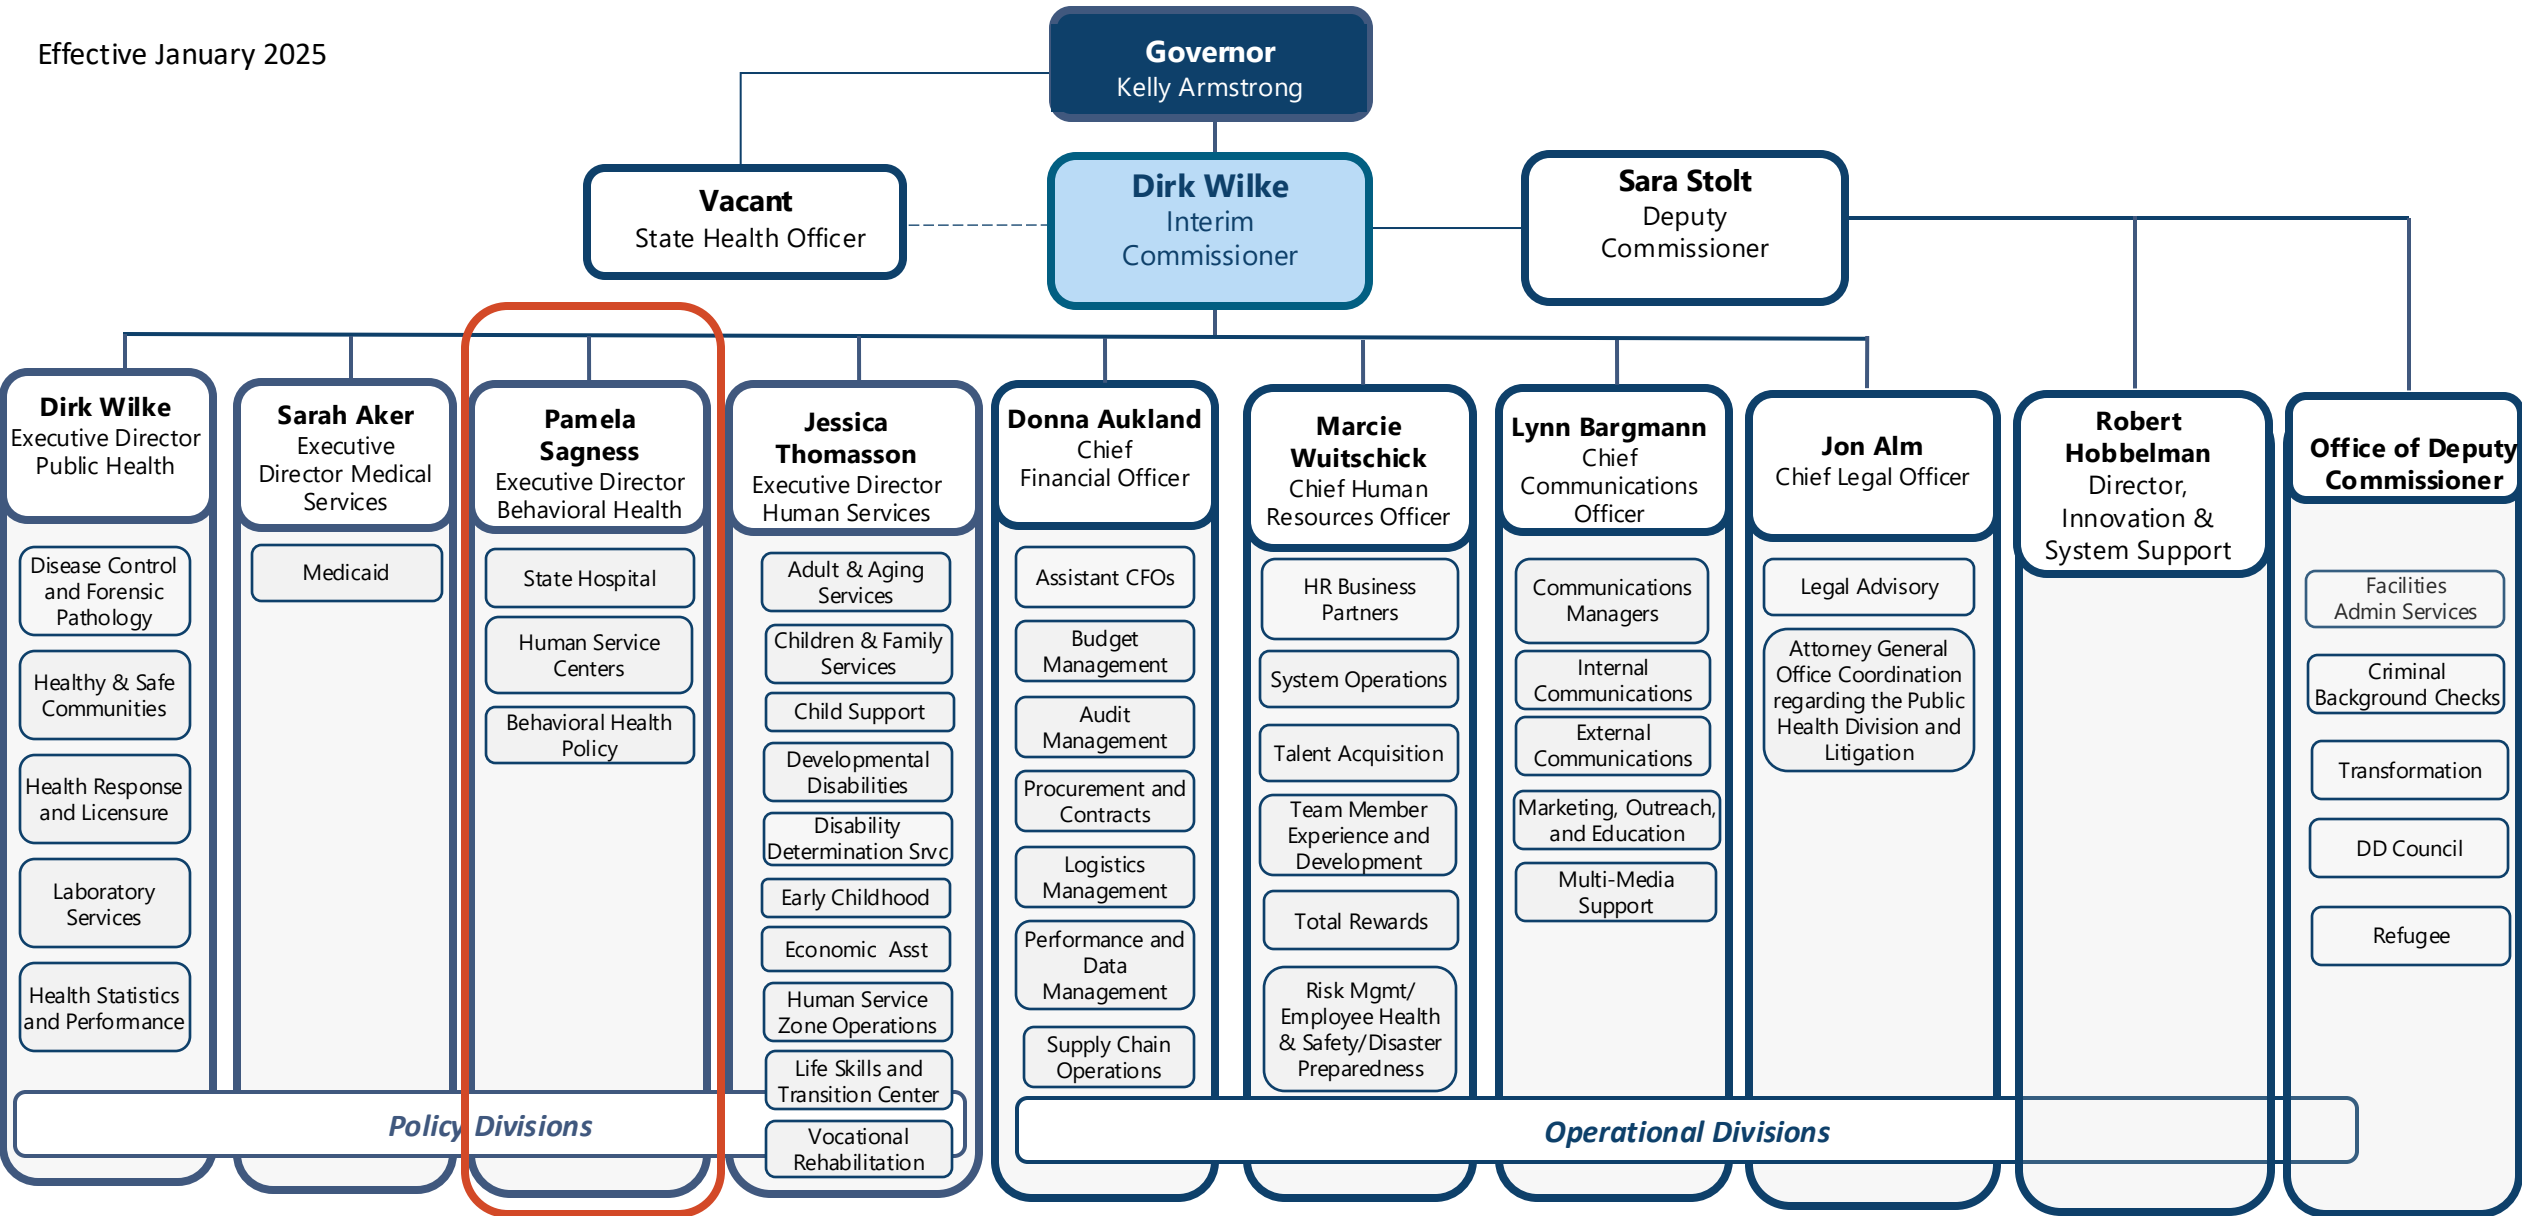 Effective January 2025
Governor
Kelly Armstrong
Vacant
State Health Officer
Dirk Wilke
Interim
Commissioner
Sara Stolt
Deputy
Commissioner
Dirk Wilke
Executive Director
Public Health
Disease Control
and Forensic
Pathology
Healthy & Safe
Communities
Health Response
and Licensure
Laboratory
Services
Health Statistics
and Performance
Sarah Aker
Executive
Director Medical
Services
Medicaid
Pamela
Sagness
Executive Director
Behavioral Health
State Hospital
Human Service
Centers
Behavioral Health
Policy
Jessica
Thomasson
Executive Director
Human Services
Adult & Aging
Services
Children & Family
Services
Child Support
Developmental
Disabilities
Disability
Determination Srvc
Early Childhood
Economic Asst
Human Service
Zone Operations
Life Skills and
Transition Center
Vocational
Rehabilitation
Policy Divisions
Donna Aukland
Chief
Financial Officer
Assistant CFOs
Budget
Management
Audit
Management
Procurement and
Contracts
Logistics
Management
Performance and
Data
Management
Supply Chain
Operations
Marcie
Wuitschick
Chief Human
Resources Officer
HR Business
Partners
System Operations
Talent Acquisition
Team Member
Experience and
Development
Total Rewards
Risk Mgmt/
Employee Health
& Safety/Disaster
Preparedness
Lynn Bargmann
Chief
Communications
Officer
Communications
Managers
Internal
Communications
External
Communications
Marketing, Outreach,
and Education
Multi-Media
Support
Jon Alm
Chief Legal Officer
Legal Advisory
Attorney General
Office Coordination
regarding the Public
Health Division and
Litigation
Robert
Hobbelman
Director,
Innovation &
System Support
Office of Deputy
Commissioner
Facilities
Admin Services
Criminal
Background Checks
Transformation
DD Council
Refugee
Operational Divisions